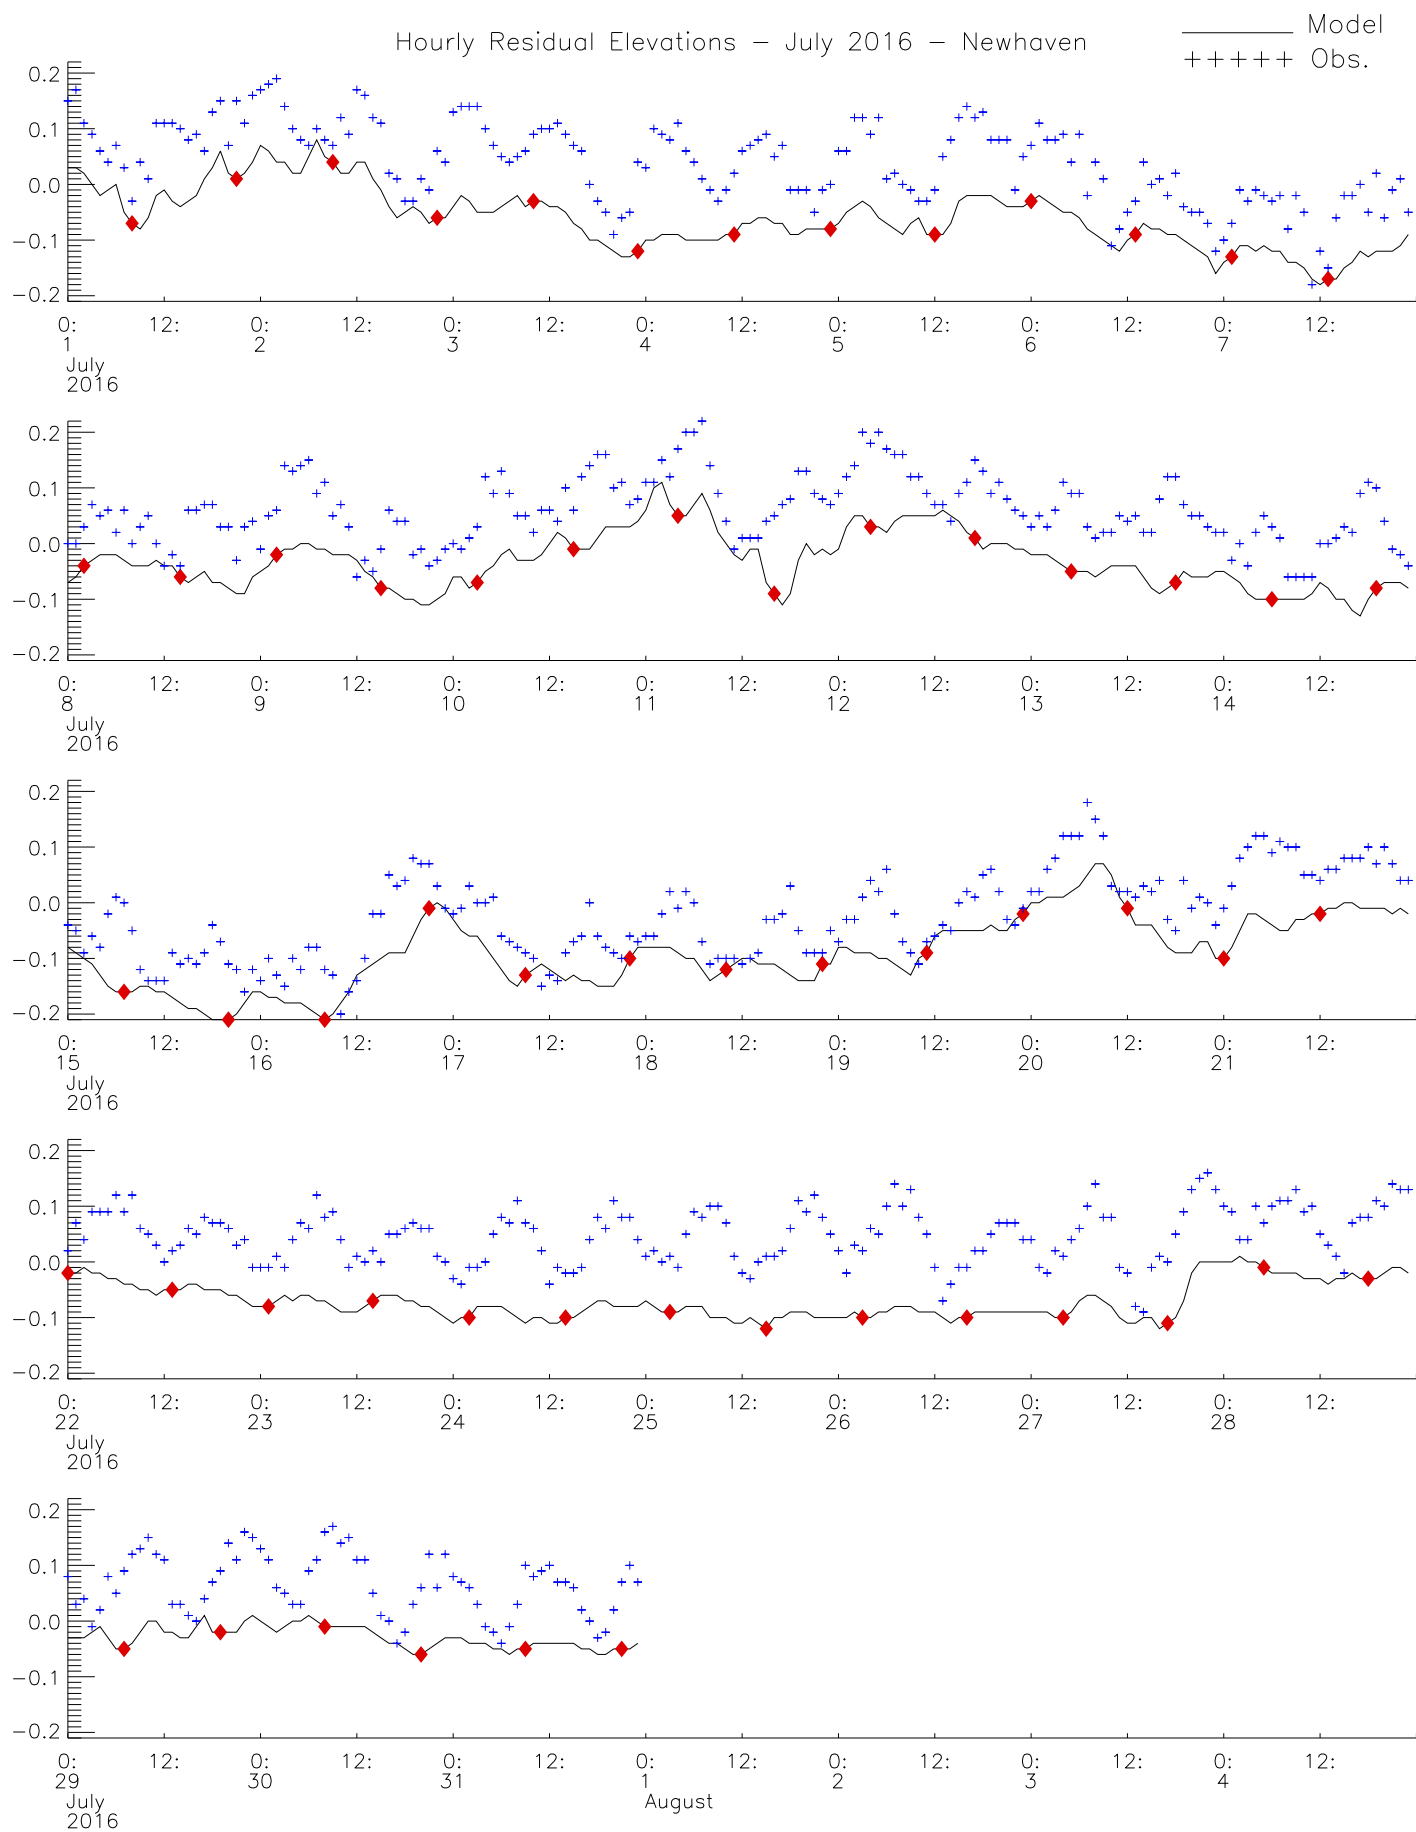 Hourly Residual Elevations − July 2016 − Newhaven
Model
+++++ Obs.
0.2
0.1
0.0
−0.1
−0.2
0: 12: 0: 12: 0: 12: 0: 12: 0: 12: 0: 12: 0: 12:
1 2 3 4 5 6 7
July
2016
0.2
0.1
0.0
−0.1
−0.2
0: 12: 0: 12: 0: 12: 0: 12: 0: 12: 0: 12: 0: 12:
8 9 10 11 12 13 14
July
2016
0.2
0.1
0.0
−0.1
−0.2
0: 12: 0: 12: 0: 12: 0: 12: 0: 12: 0: 12: 0: 12:
15 16 17 18 19 20 21
July
2016
0.2
0.1
0.0
−0.1
−0.2
0: 12: 0: 12: 0: 12: 0: 12: 0: 12: 0: 12: 0: 12:
22 23 24 25 26 27 28
July
2016
0.2
0.1
0.0
−0.1
−0.2
0: 12: 0: 12: 0: 12: 0: 12: 0: 12: 0: 12: 0: 12:
29 30 31 1 2 3 4
July August
2016